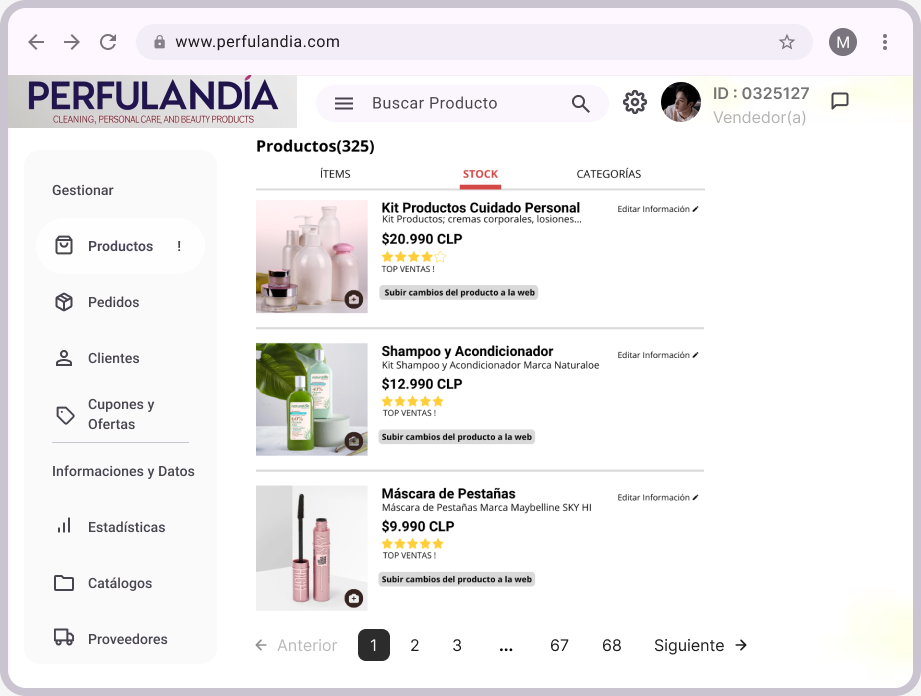 www.perfulandia.com
M
PERFULANDÍA
CLEANING, PERSONAL CARE, AND BEAUTY PRODUCTS
Buscar Producto
ID : 0325127
Vendedor(a)
Gestionar
Productos !
Pedidos
Clientes
Cupones y
Ofertas
Informaciones y Datos
Estadísticas
Catálogos
Proveedores
Productos(325)
ÍTEMS STOCK CATEGORÍAS
Kit Productos Cuidado Personal
Editar Información
Kit Productos; cremas corporales, losiones...
$20.990 CLP
TOP VENTAS !
Subir cambios del producto a la web
Shampoo y Acondicionador
Editar Información
Kit Shampoo y Acondicionador Marca Naturaloe
$12.990 CLP
TOP VENTAS !
Subir cambios del producto a la web
Máscara de Pestañas
Editar Información
Máscara de Pestañas Marca Maybelline SKY HI
$9.990 CLP
TOP VENTAS !
Subir cambios del producto a la web
← Anterior 1 2 3 ... 67 68 Siguiente →